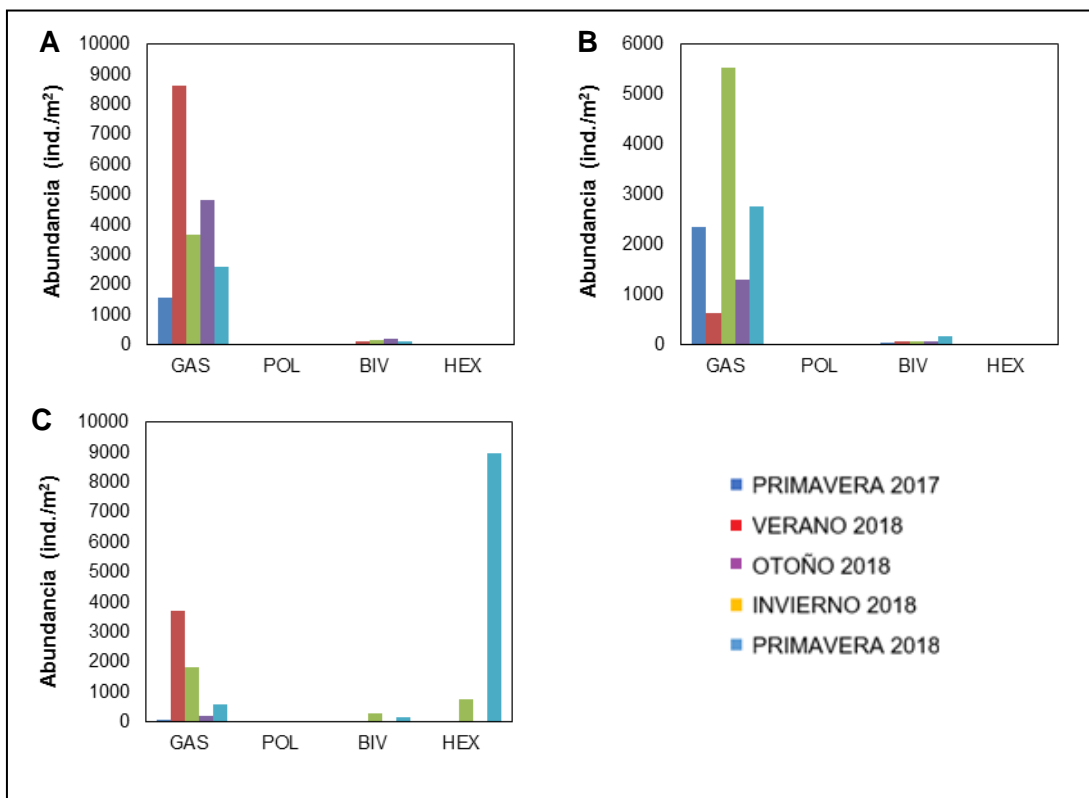 A
Abundancia (ind./m²)
10000
9000
8000
7000
6000
5000
4000
3000
2000
1000
0
GAS POL BIV HEX
B
Abundancia (ind./m²)
6000
5000
4000
3000
2000
1000
0
GAS POL BIV HEX
C
Abundancia (ind./m²)
10000
9000
8000
7000
6000
5000
4000
3000
2000
1000
0
GAS POL BIV HEX
PRIMAVERA 2017
VERANO 2018
OTOÑO 2018
INVIERNO 2018
PRIMAVERA 2018